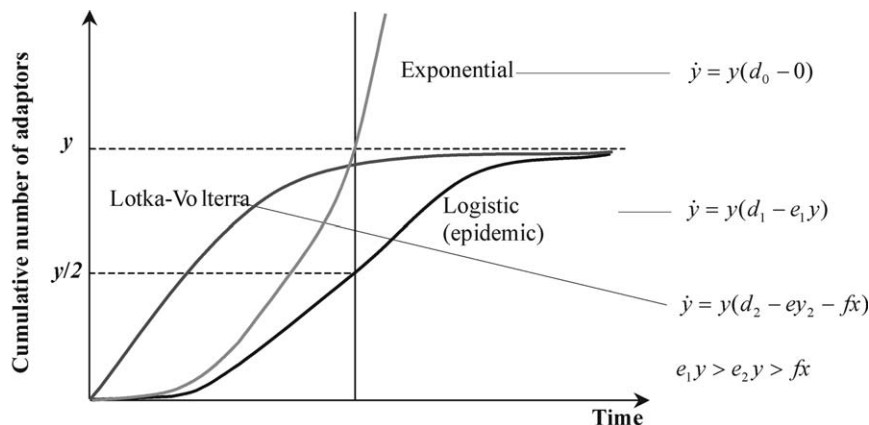 Cumulative number of adaptors
Exponential
ẏ = y(d₀ − 0)
y
Lotka-Vo lterra
Logistic
(epidemic)
ẏ = y(d₁ − e₁y)
y/2
ẏ = y(d₂ − ey₂ − fx)
e₁y > e₂y > fx
Time